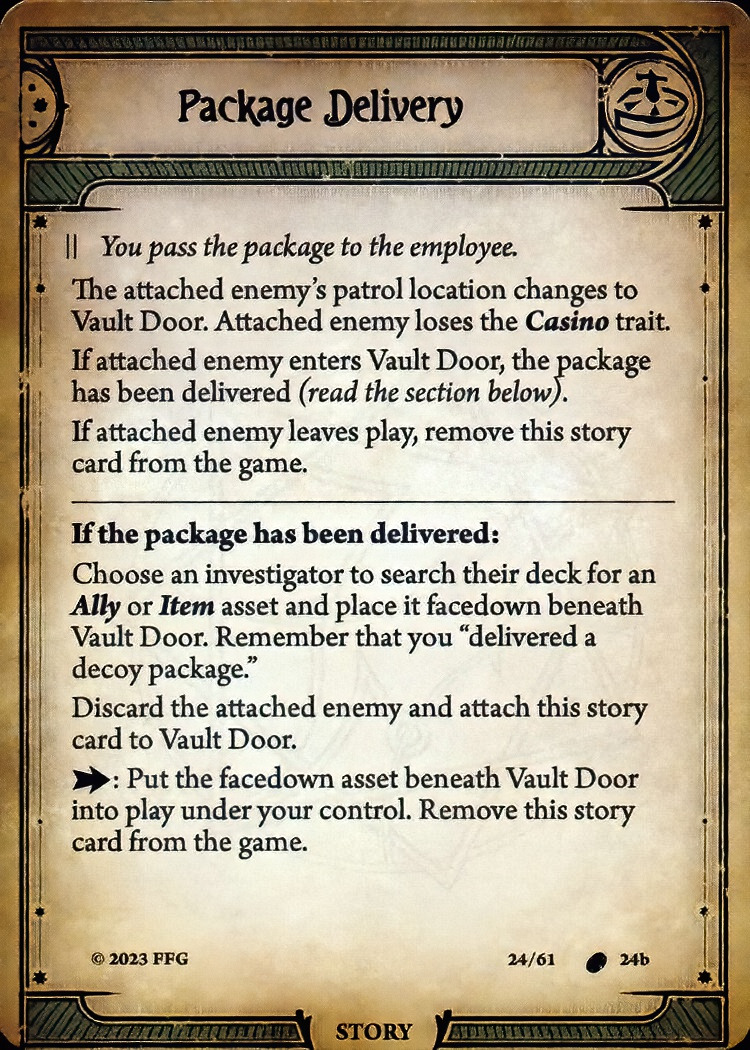 Package Delivery
You pass the package to the employee.
The attached enemy's patrol location changes to
Vault Door. Attached enemy loses the Casino trait.
If attached enemy enters Vault Door, the package
has been delivered (read the section below).
If attached enemy leaves play, remove this story
card from the game.
If the package has been delivered:
Choose an investigator to search their deck for an
Ally or Item asset and place it facedown beneath
Vault Door. Remember that you “delivered a
decoy package.”
Discard the attached enemy and attach this story
card to Vault Door.
: Put the facedown asset beneath Vault Door
into play under your control. Remove this story
card from the game.
© 2023 FFG
24/61
24b
STORY